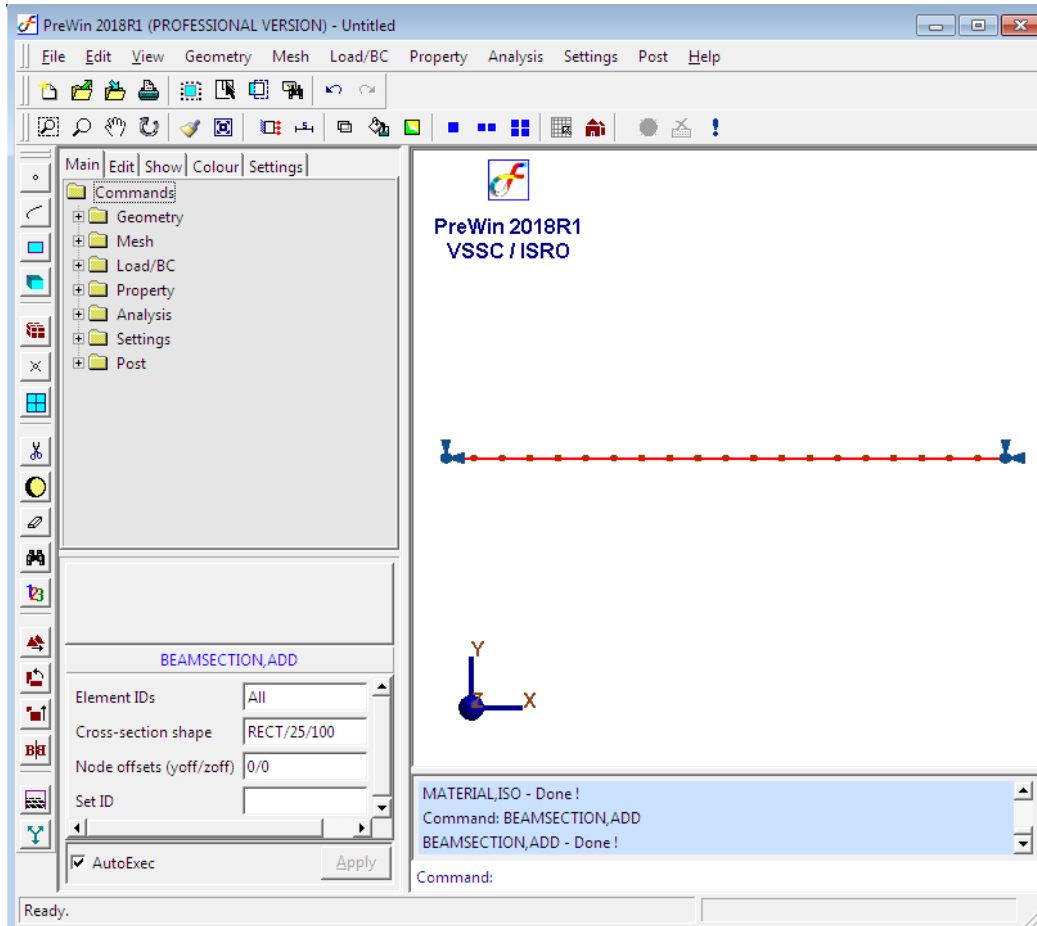 PreWin 2018R1 (PROFESSIONAL VERSION) - Untitled
File Edit View Geometry Mesh Load/BC Property Analysis Settings Post Help
Main Edit Show Colour Settings
Commands
Geometry
Mesh
Load/BC
Property
Analysis
Settings
Post
PreWin 2018R1
VSSC / ISRO
Y
Z X
BEAMSECTION,ADD
Element IDs All
Cross-section shape RECT/25/100
Node offsets (yoff/zoff) 0/0
Set ID
AutoExec Apply
MATERIAL,ISO - Done !
Command: BEAMSECTION,ADD
BEAMSECTION,ADD - Done !
Command:
Ready.